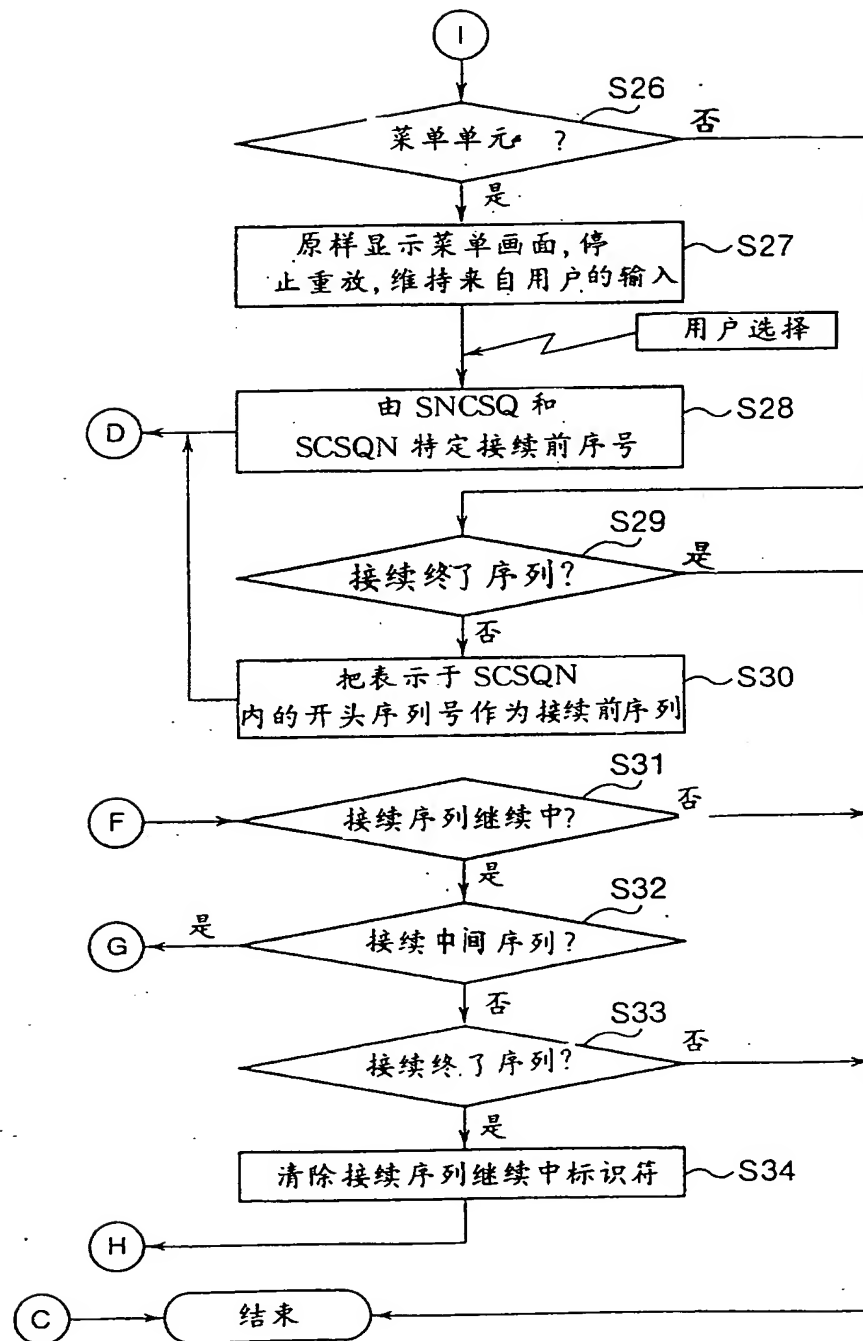 I
S26
菜单单元 ?
否
是
原样显示菜单画面,停
止重放,维持来自用户的输入
S27
用户选择
D
由 SNCSQ 和
SCSQN 特定接续前序号
S28
S29
接续终了序列?
是
否
把表示于 SCSQN
内的开头序列号作为接续前序列
S30
S31
F
接续序列继续中?
否
是
S32
G
是
接续中间序列?
否
S33
接续终了序列?
否
是
清除接续序列继续中标识符
S34
H
C
结束